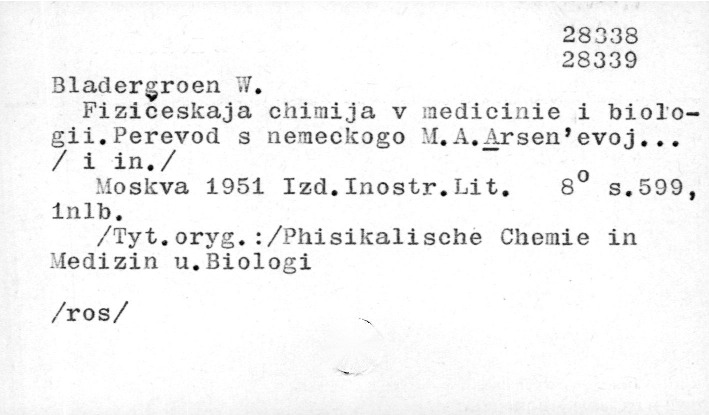 28338
28339
Bladergroen W.
Fizičeskaja chimija v medicinie i biolo-
gii.Perevod s nemeckogo M.A.Arsen'evoj...
/ i in./
Moskva 1951 Izd.Inostr.Lit. 8⁰ s.599,
1nlb.
/Tyt.oryg.:/Phisikalische Chemie in
Medizin u.Biologi
/ros/